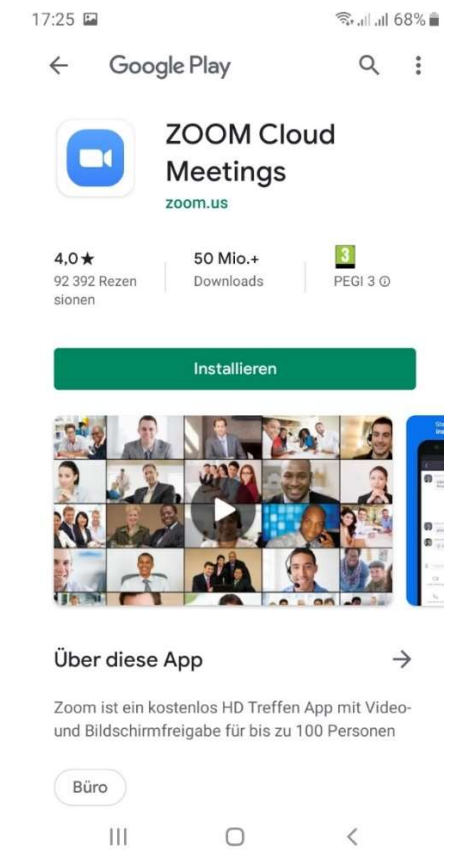 17:25 68%
Google Play
ZOOM Cloud
Meetings
zoom.us
4,0★ 50 Mio.+ 3
92 392 Rezen Downloads PEGI 3
sionen
Installieren
Über diese App
Zoom ist ein kostenlos HD Treffen App mit Video-
und Bildschirmfreigabe für bis zu 100 Personen
Büro